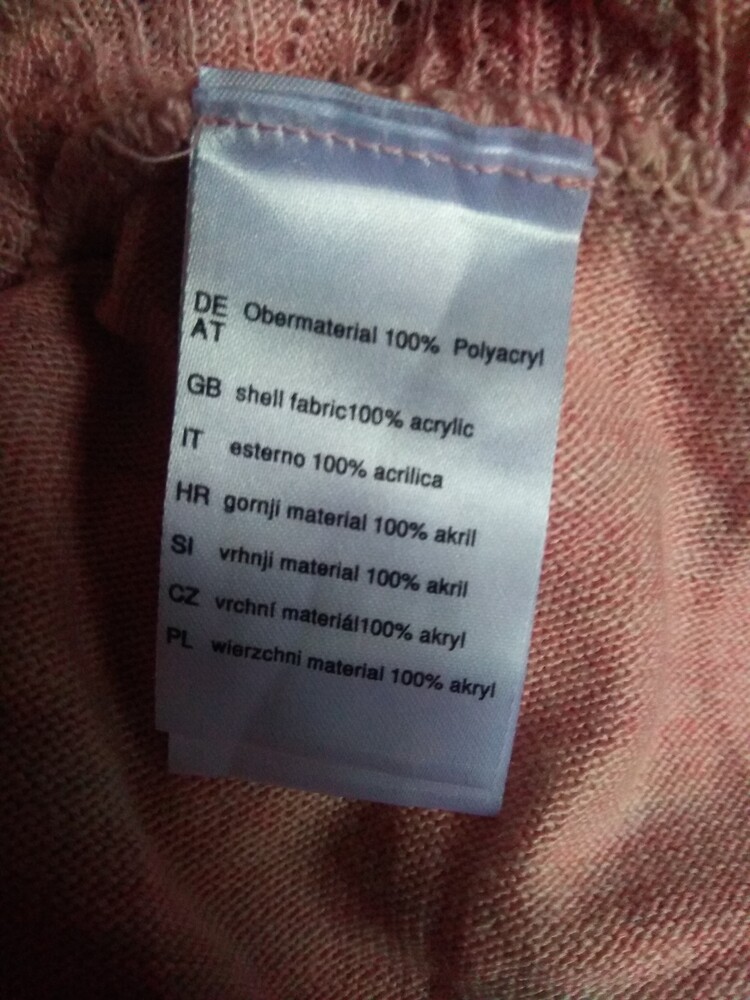 DE Obermaterial 100% Polyacryl
AT
GB shell fabric100% acrylic
IT esterno 100% acrilica
HR gornji material 100% akril
SI vrhnji material 100% akril
CZ vrchní materiál100% akryl
PL wierzchni material 100% akryl